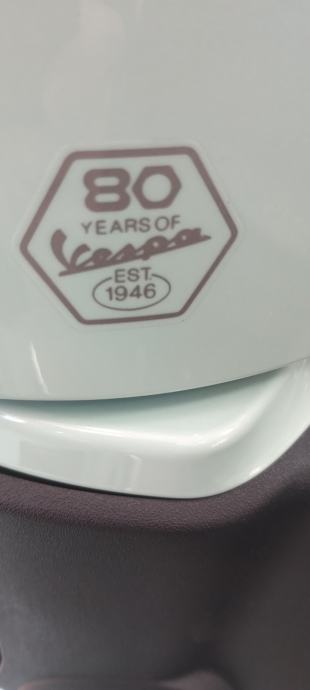 80
YEARS OF
Vespa
EST.
1946